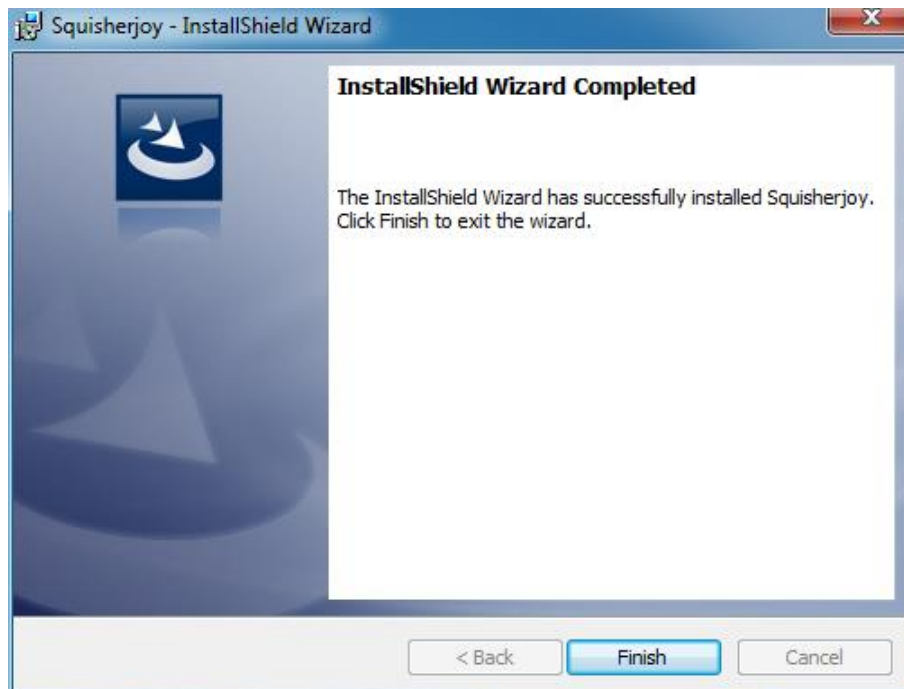 Squisherjoy - InstallShield Wizard
InstallShield Wizard Completed
The InstallShield Wizard has successfully installed Squisherjoy.
Click Finish to exit the wizard.
< Back
Finish
Cancel